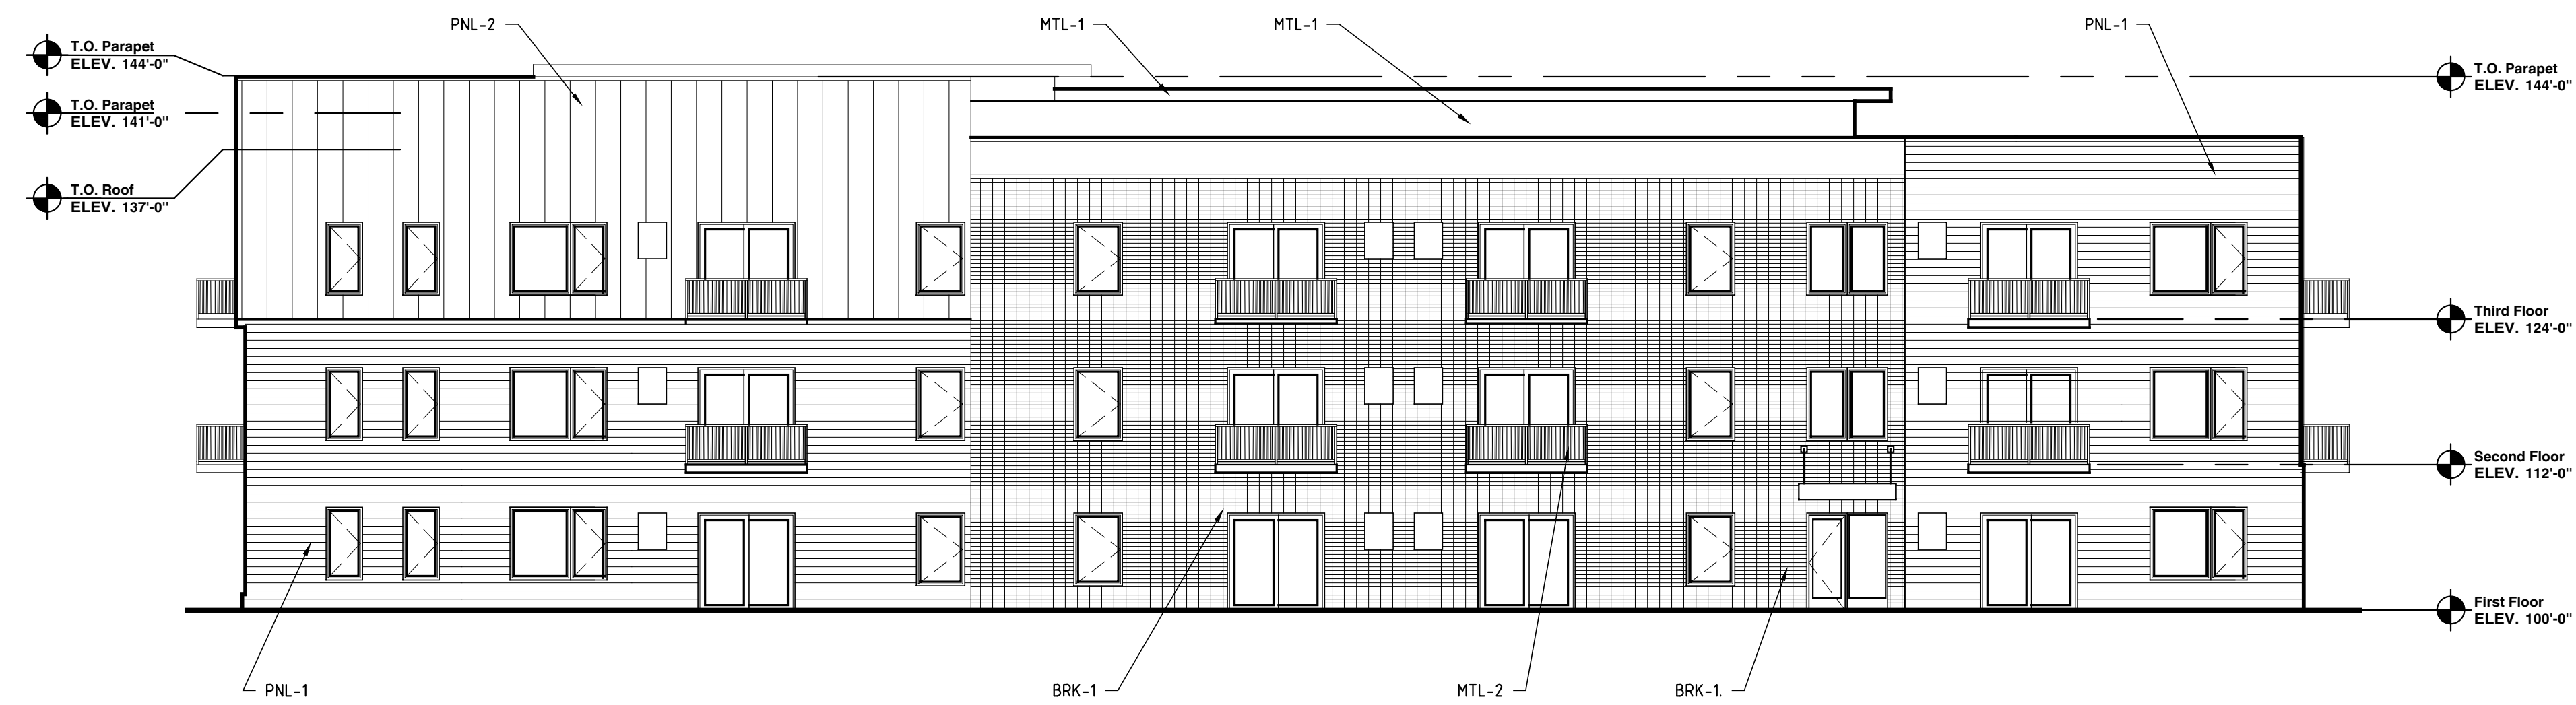 PNL-2
MTL-1
MTL-1
PNL-1
T.O. Parapet
ELEV. 144'-0"
T.O. Parapet
ELEV. 144'-0"
T.O. Parapet
ELEV. 141'-0"
T.O. Roof
ELEV. 137'-0"
Third Floor
ELEV. 124'-0"
Second Floor
ELEV. 112'-0"
First Floor
ELEV. 100'-0"
PNL-1
BRK-1
MTL-2
BRK-1.